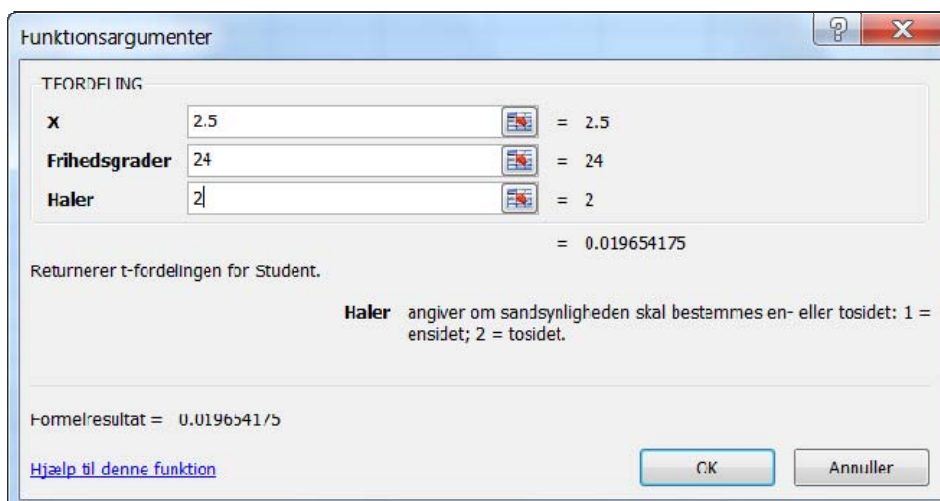 Funktionsargumenter
TFORDELING
X 2.5 = 2.5
Frihedsgrader 24 = 24
Haler 2 = 2
= 0.019654175
Returnerer t-fordelingen for Student.
Haler angiver om sandsynligheden skal bestemmes en- eller tosidet: 1 =
ensidet; 2 = tosidet.
Formelresultat = 0.019654175
Hjælp til denne funktion OK Annuller